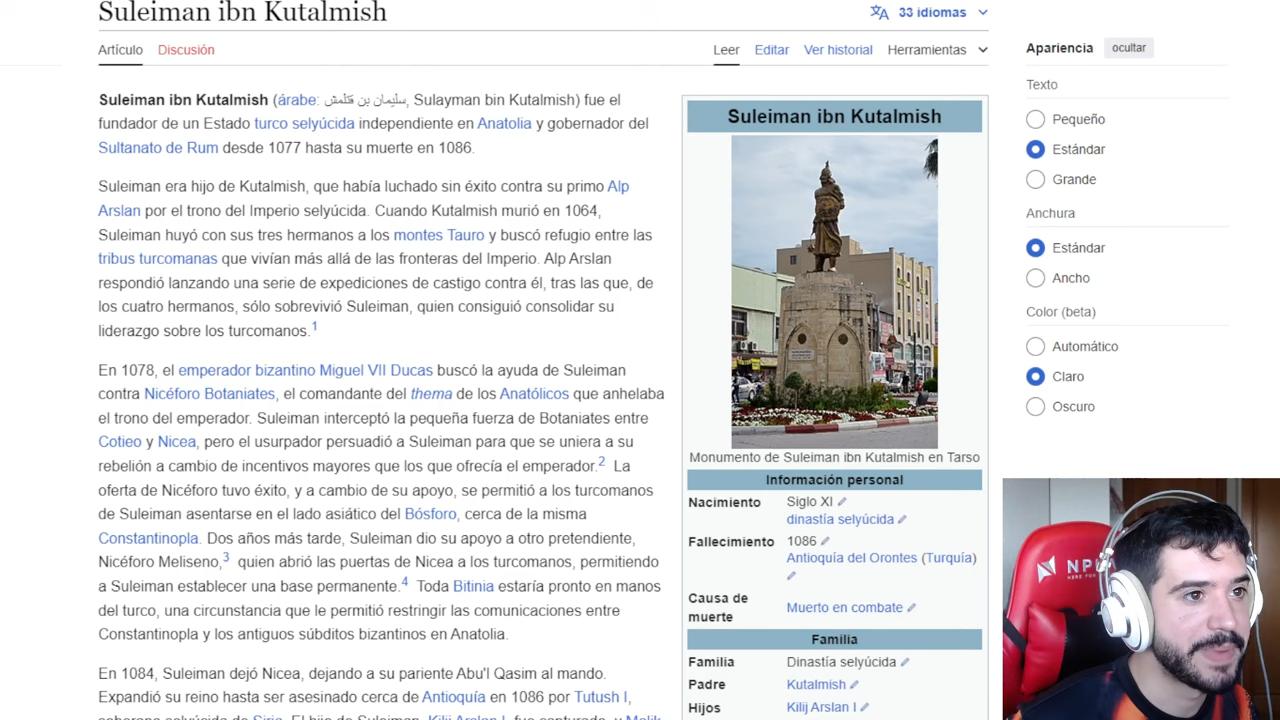 Suleiman ibn Kutalmish
33 idiomas
Artículo Discusión Leer Editar Ver historial Herramientas
Suleiman ibn Kutalmish (árabe: سلیمان بن قتلمش, Sulayman bin Kutalmish) fue el
fundador de un Estado turco selyúcida independiente en Anatolia y gobernador del
Sultanato de Rum desde 1077 hasta su muerte en 1086.
Suleiman era hijo de Kutalmish, que había luchado sin éxito contra su primo Alp
Arslan por el trono del Imperio selyúcida. Cuando Kutalmish murió en 1064,
Suleiman huyó con sus tres hermanos a los montes Tauro y buscó refugio entre las
tribus turcomanas que vivían más allá de las fronteras del Imperio. Alp Arslan
respondió lanzando una serie de expediciones de castigo contra él, tras las que, de
los cuatro hermanos, sólo sobrevivió Suleiman, quien consiguió consolidar su
liderazgo sobre los turcomanos.1
En 1078, el emperador bizantino Miguel VII Ducas buscó la ayuda de Suleiman
contra Nicéforo Botaniates, el comandante del thema de los Anatólicos que anhelaba
el trono del emperador. Suleiman interceptó la pequeña fuerza de Botaniates entre
Cotieo y Nicea, pero el usurpador persuadió a Suleiman para que se uniera a su
rebelión a cambio de incentivos mayores que los que ofrecía el emperador.2 La
oferta de Nicéforo tuvo éxito, y a cambio de su apoyo, se permitió a los turcomanos
de Suleiman asentarse en el lado asiático del Bósforo, cerca de la misma
Constantinopla. Dos años más tarde, Suleiman dio su apoyo a otro pretendiente,
Nicéforo Meliseno,3 quien abrió las puertas de Nicea a los turcomanos, permitiendo
a Suleiman establecer una base permanente.4 Toda Bitinia estaría pronto en manos
del turco, una circunstancia que le permitió restringir las comunicaciones entre
Constantinopla y los antiguos súbditos bizantinos en Anatolia.
En 1084, Suleiman dejó Nicea, dejando a su pariente Abu'l Qasim al mando.
Expandió su reino hasta ser asesinado cerca de Antioquía en 1086 por Tutush I,
soberano selyúcida de Siria. El hijo de Suleiman, Kilij Arslan I, fue capturado, y Malik
Suleiman ibn Kutalmish
Monumento de Suleiman ibn Kutalmish en Tarso
Información personal
Nacimiento Siglo XI
dinastía selyúcida
Fallecimiento 1086
Antioquía del Orontes (Turquía)
Causa de muerte Muerto en combate
Familia
Familia Dinastía selyúcida
Padre Kutalmish
Hijos Kilij Arslan I
Apariencia ocultar
Texto
Pequeño
Estándar
Grande
Anchura
Estándar
Ancho
Color (beta)
Automático
Claro
Oscuro